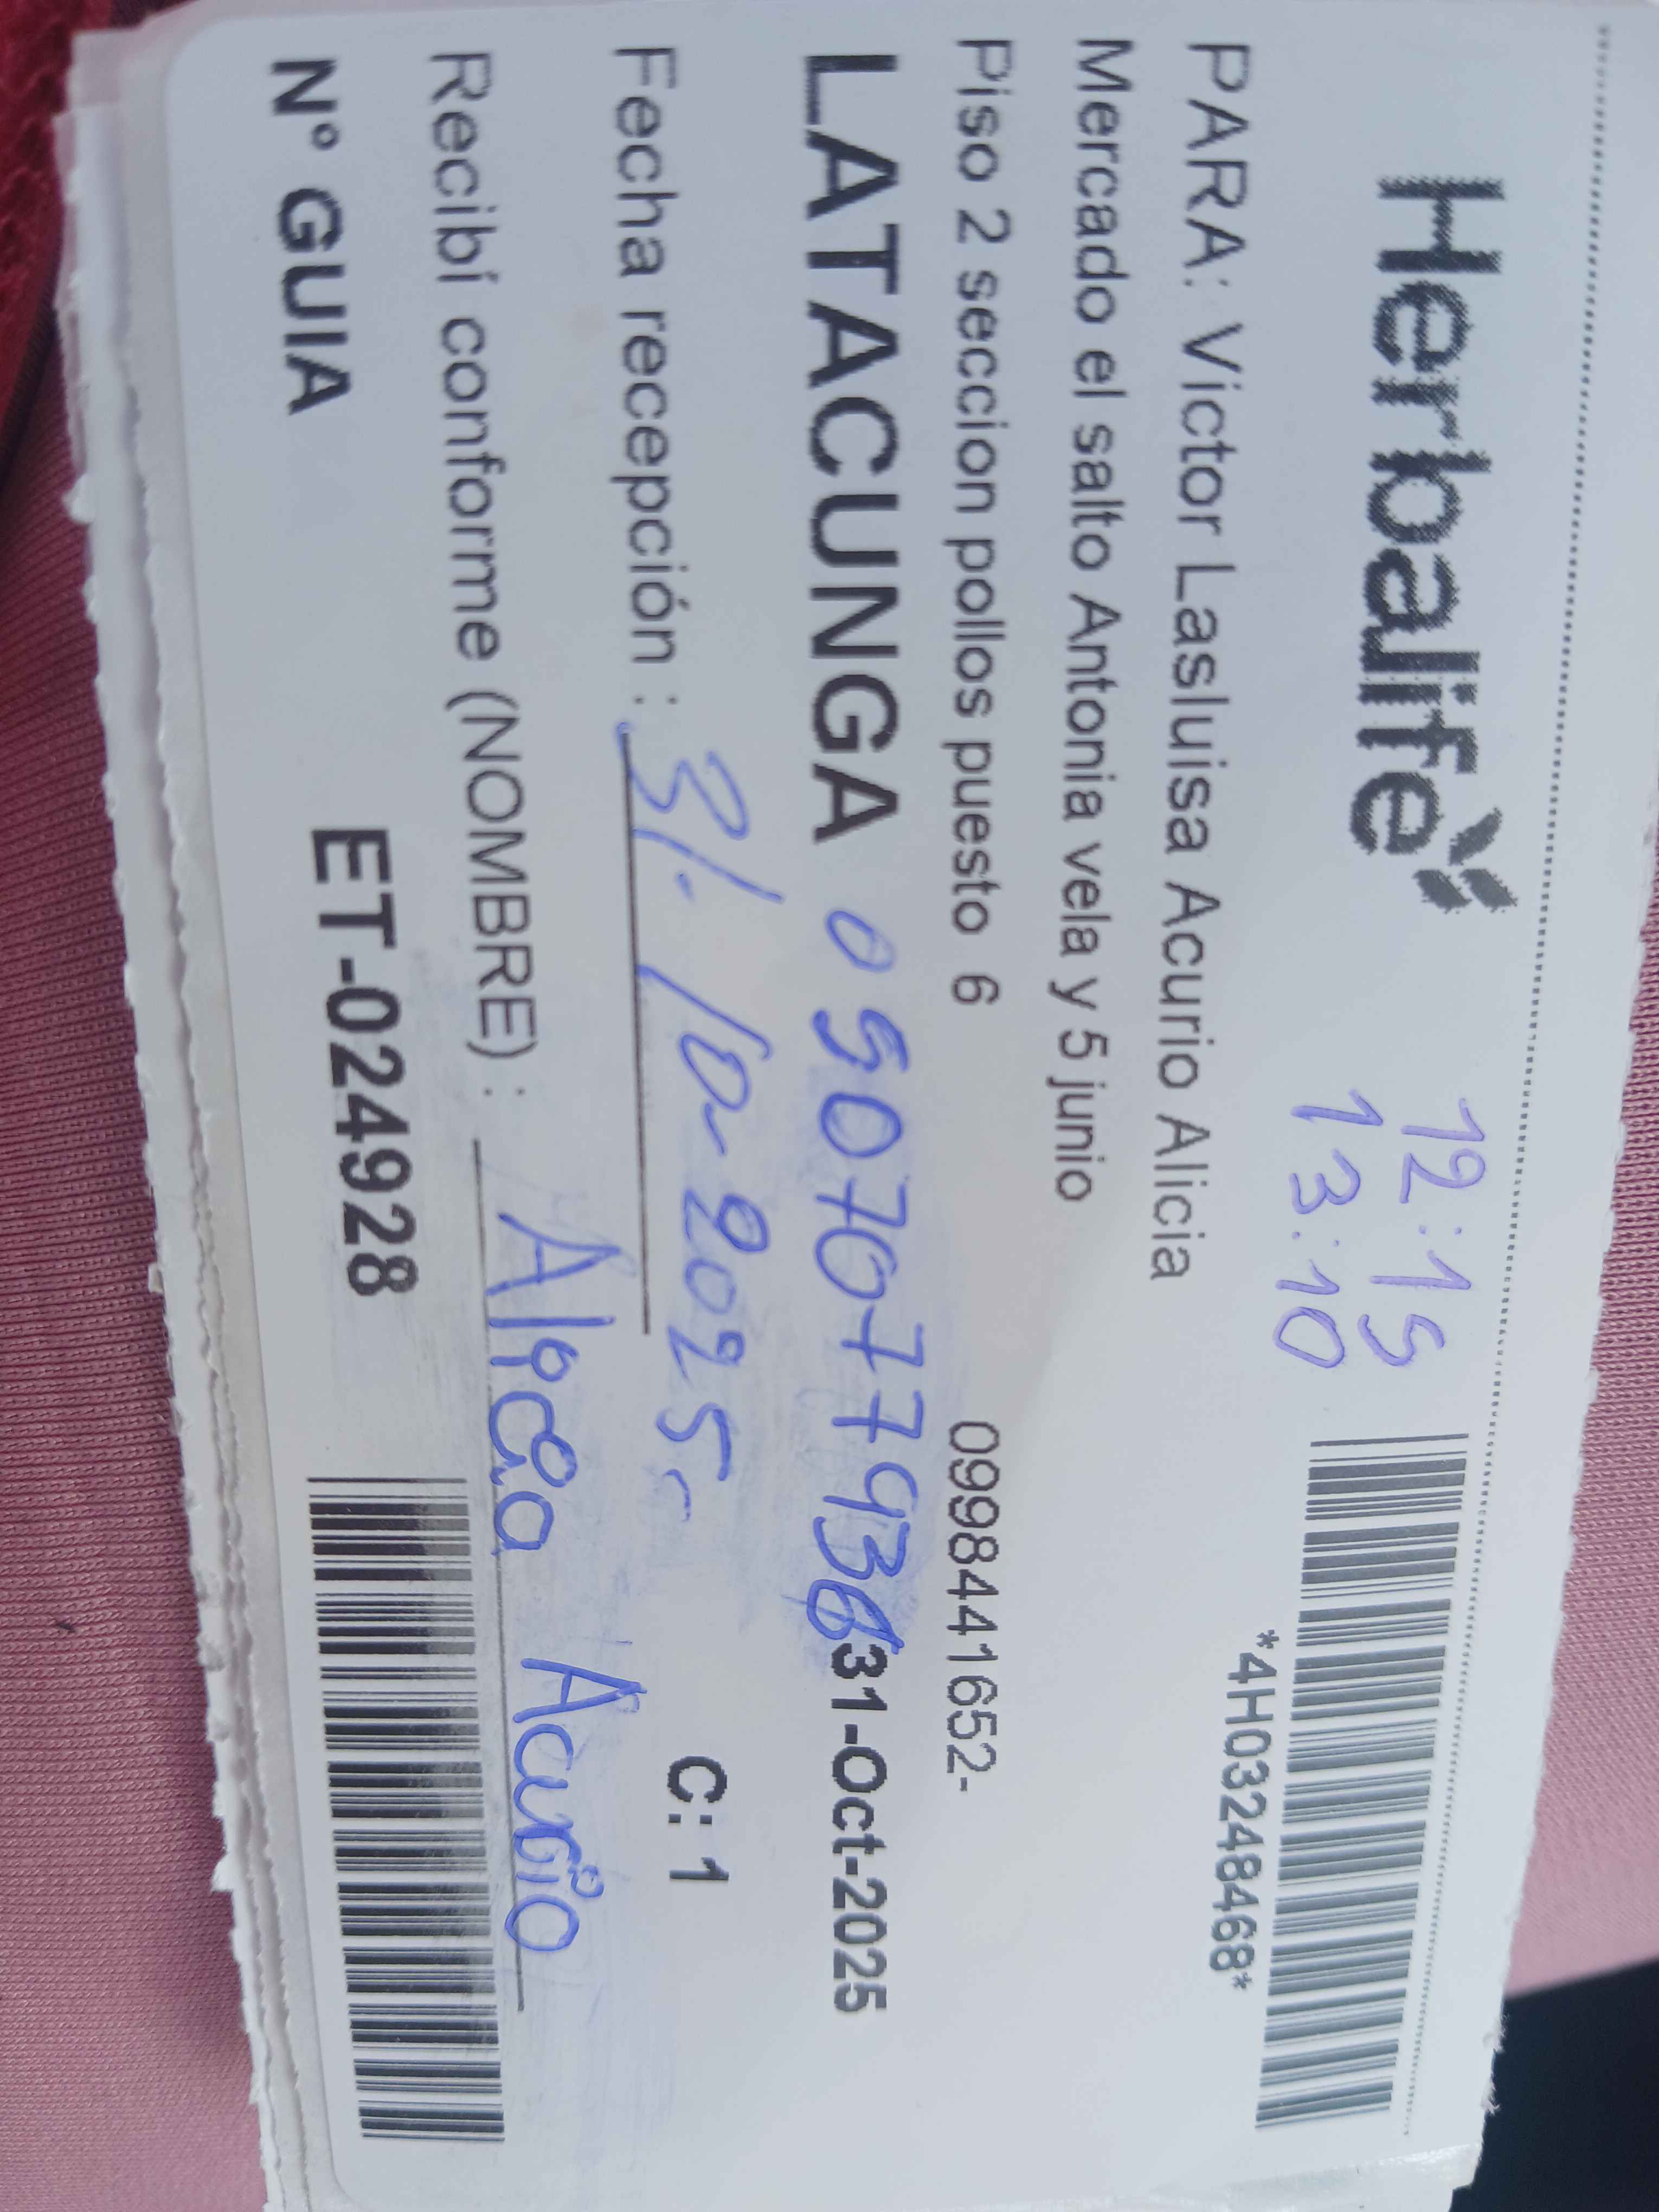 Herbalife
12:15
13:10
*4H03248468*
PARA: Victor Lasluisa Acurio Alicia
Mercado el salto Antonia vela y 5 junio
Piso 2 seccion pollos puesto 6 0998441652-
LATACUNGA 31-Oct-2025
Fecha recepción : 31-10-2025- C: 1
Recibí conforme (NOMBRE) : Alicia Acurio
N° GUIA ET-024928